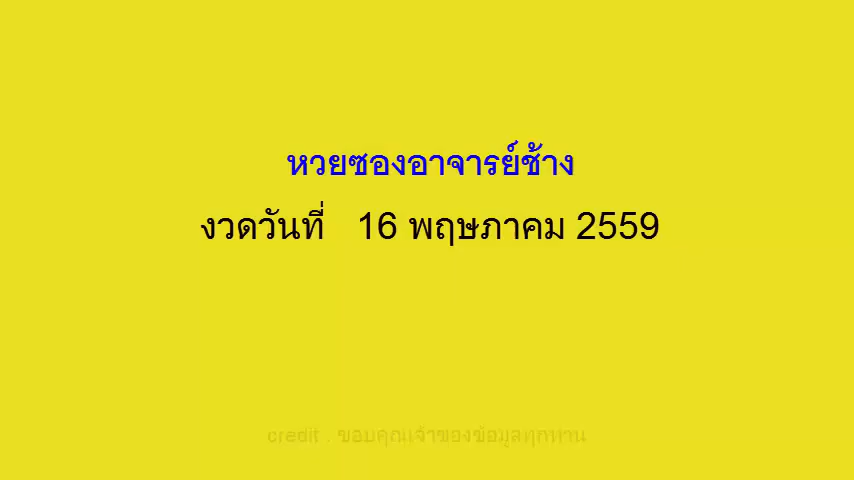 หวยซองอาจารย์ช้าง
งวดวันที่ 16 พฤษภาคม 2559
credit . ขอบคุณเจ้าของข้อมูลทุกท่าน